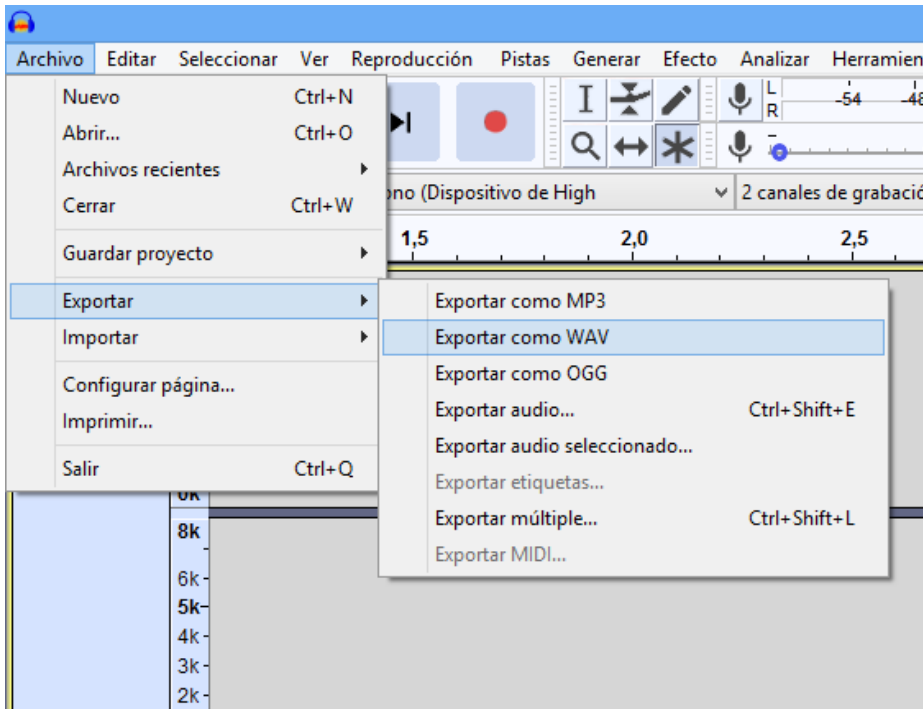 Archivo Editar Seleccionar Ver Reproducción Pistas Generar Efecto Analizar
Nuevo Ctrl+N
Abrir... Ctrl+O
Archivos recientes
Cerrar Ctrl+W
Guardar proyecto
Exportar
Importar
Configurar página...
Imprimir...
Salir Ctrl+Q
L
R
-54
(Dispositivo de High
2 canales de
1,5 2,0 2,5
Exportar como MP3
Exportar como WAV
Exportar como OGG
Exportar audio... Ctrl+Shift+E
Exportar audio seleccionado...
Exportar etiquetas...
Exportar múltiple... Ctrl+Shift+L
Exportar MIDI...
8k
6k
5k
4k
3k
2k